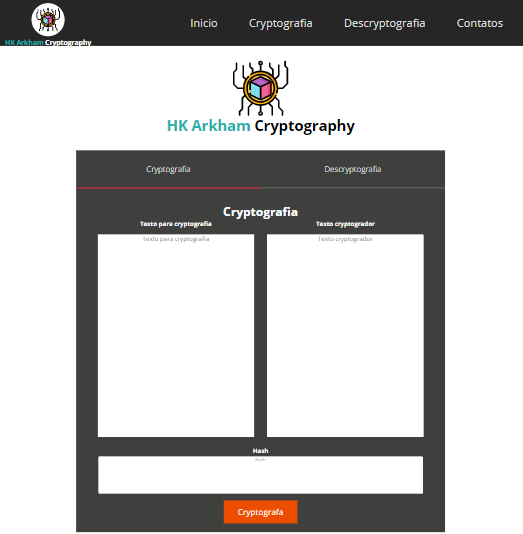 Inicio
Cryptografia
Descryptografia
Contatos
HK Arkham Cryptography
HK Arkham Cryptography
Cryptografia
Descryptografia
Cryptografia
Texto para cryptografia
Texto cryptogrador
Texto para cryptografia
Texto cryptogrador
Hash
Hash
Cryptografa